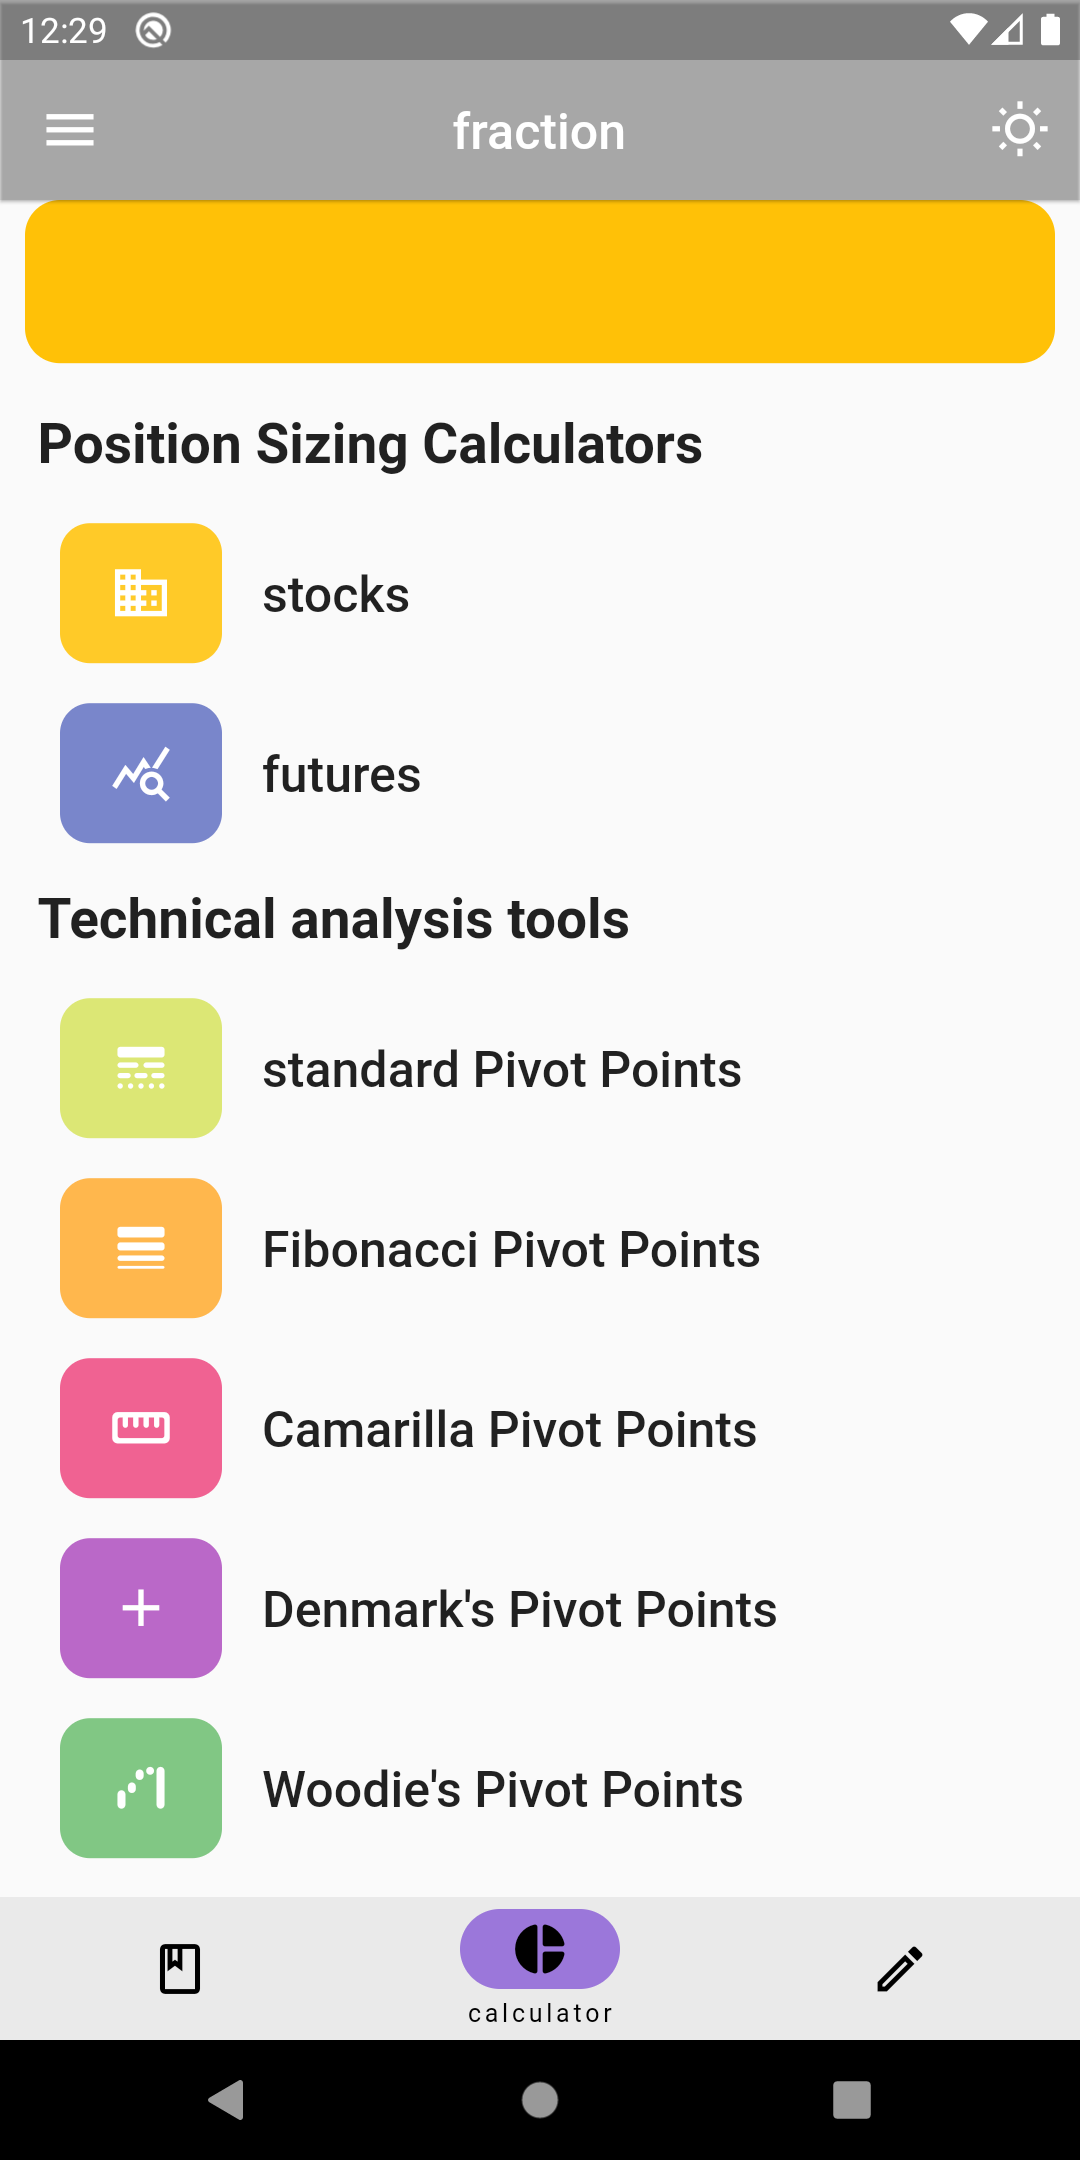 12:29
fraction
Position Sizing Calculators
stocks
futures
Technical analysis tools
standard Pivot Points
Fibonacci Pivot Points
Camarilla Pivot Points
Denmark's Pivot Points
Woodie's Pivot Points
calculator